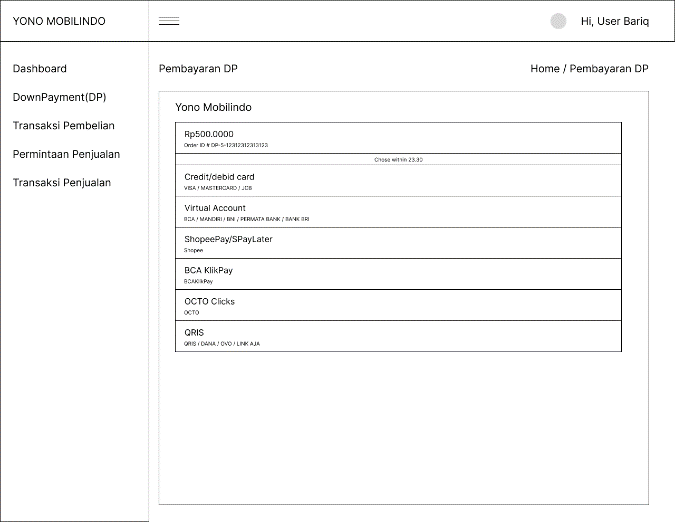 YONO MOBILINDO
Hi, User Bariq
Dashboard
DownPayment(DP)
Transaksi Pembelian
Permintaan Penjualan
Transaksi Penjualan
Pembayaran DP
Home / Pembayaran DP
Yono Mobilindo
Rp500.0000
Order ID # DP-5-12312312313123
Chose within 23.30
Credit/debid card
VISA / MASTERCARD / JCB
Virtual Account
BCA / MANDIRI / BNI / PERMATA BANK / BANK BRI
ShopeePay/SPayLater
Shopee
BCA KlikPay
BCAKlikPay
OCTO Clicks
OCTO
QRIS
QRIS / DANA / OVO / LINK AJA